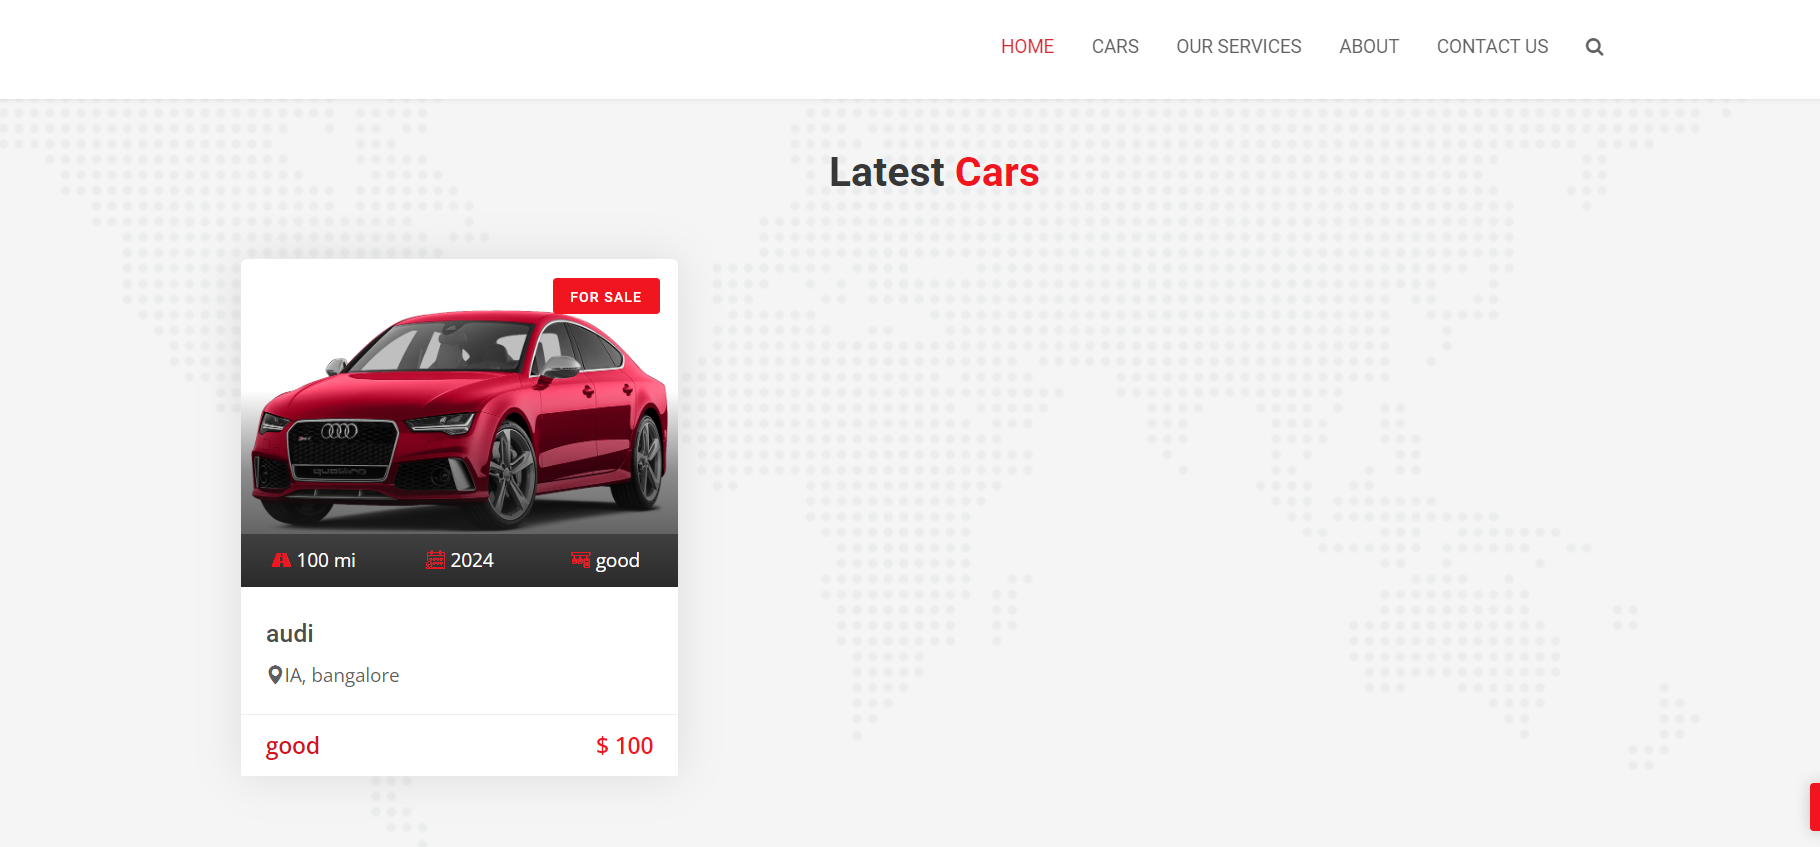 HOME CARS OUR SERVICES ABOUT CONTACT US
Latest Cars
FOR SALE
quattro
100 mi 2024 good
audi
IA, bangalore
good $ 100